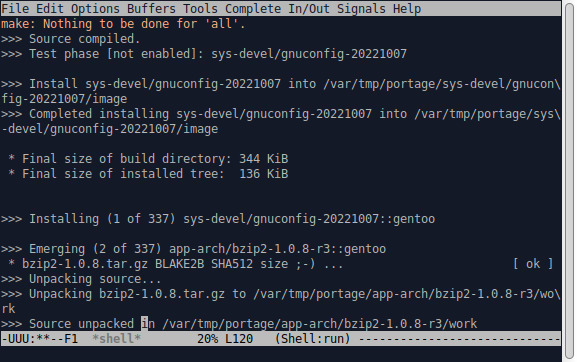 File Edit Options Buffers Tools Complete In/Out Signals Help
make: Nothing to be done for 'all'.
>>> Source compiled.
>>> Test phase [not enabled]: sys-devel/gnuconfig-20221007
>>> Install sys-devel/gnuconfig-20221007 into /var/tmp/portage/sys-devel/gnucon\
fig-20221007/image
>>> Completed installing sys-devel/gnuconfig-20221007 into /var/tmp/portage/sys\
-devel/gnuconfig-20221007/image
* Final size of build directory: 344 KiB
* Final size of installed tree:  136 KiB
>>> Installing (1 of 337) sys-devel/gnuconfig-20221007::gentoo
>>> Emerging (2 of 337) app-arch/bzip2-1.0.8-r3::gentoo
* bzip2-1.0.8.tar.gz BLAKE2B SHA512 size ;-) ... [ ok ]
>>> Unpacking source...
>>> Unpacking bzip2-1.0.8.tar.gz to /var/tmp/portage/app-arch/bzip2-1.0.8-r3/wo\
rk
>>> Source unpacked in /var/tmp/portage/app-arch/bzip2-1.0.8-r3/work
-UUU:**--F1  *shell*        20% L120   (Shell:run) -----------------------------